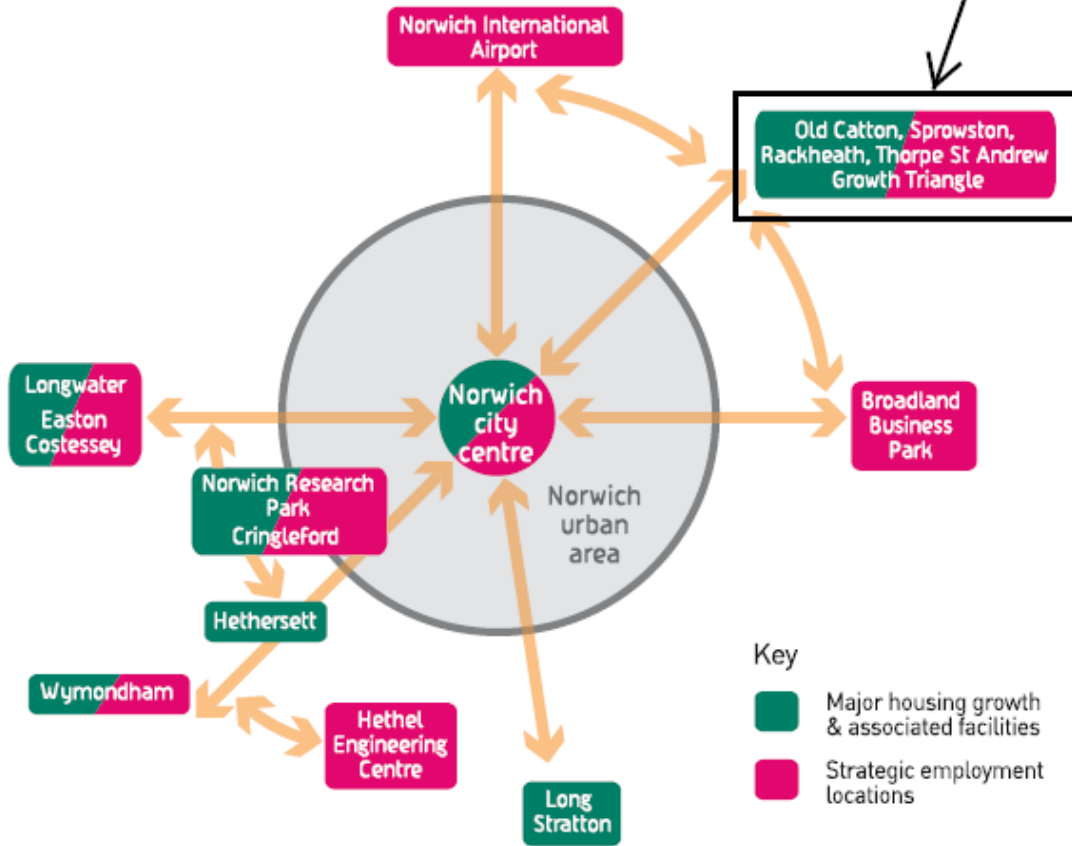 Norwich International
Airport
Old Catton, Sprowston,
Rackheath, Thorpe St Andrew
Growth Triangle
Longwater
Easton
Costessey
Norwich
city
centre
Broadland
Business
Park
Norwich Research
Park
Cringleford
Norwich
urban
area
Hethersett
Wymondham
Hethel
Engineering
Centre
Long
Stratton
Key
Major housing growth
& associated facilities
Strategic employment
locations